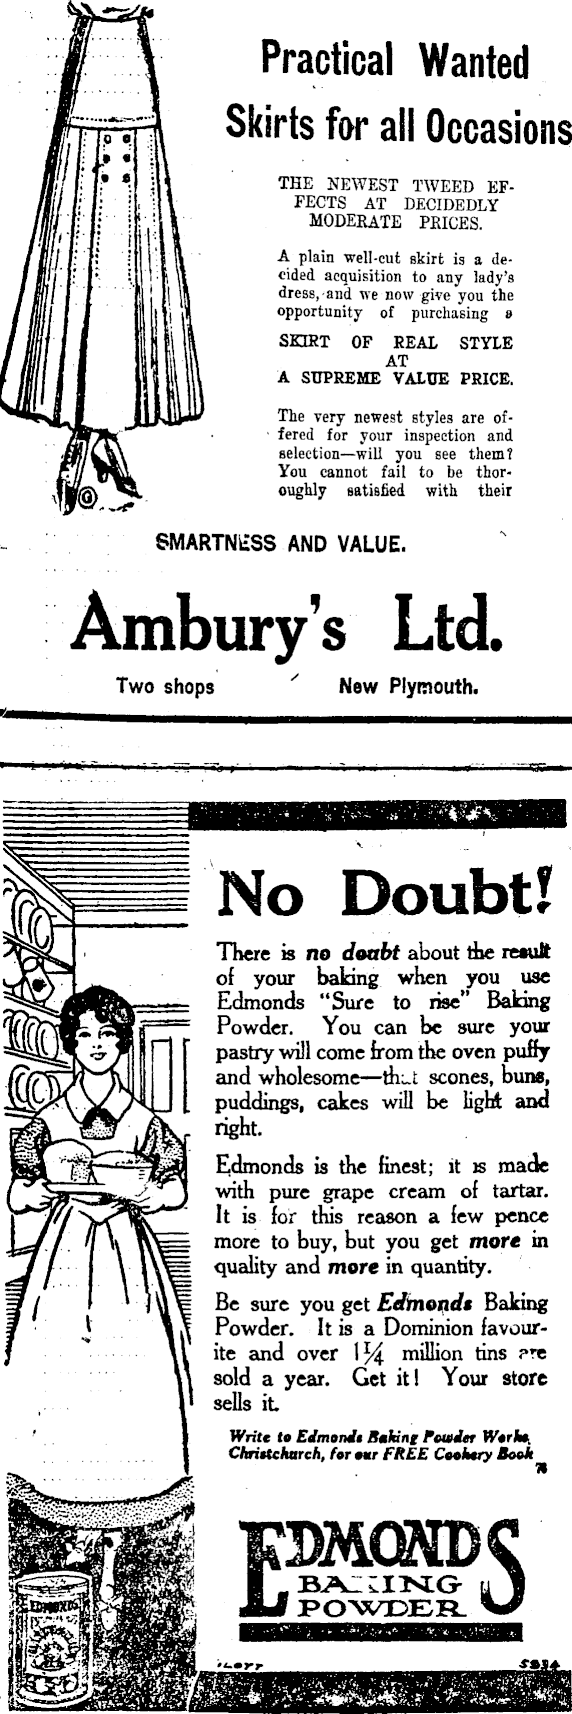 Practical Wanted
Skirts for all Occasions
THE NEWEST TWEED EF-
FECTS AT DECIDEDLY
MODERATE PRICES.
A plain well-cut skirt is a de-
cided acquisition to any lady's
dress, and we now give you the
opportunity of purchasing a
SKIRT OF REAL STYLE
AT
A SUPREME VALUE PRICE.
The very newest styles are of-
fered for your inspection and
selection—will you see them?
You cannot fail to be thor-
oughly satisfied with their
SMARTNESS AND VALUE.
Ambury's Ltd.
Two shops New Plymouth.
No Doubt!
There is no doubt about the result
of your baking when you use
Edmonds "Sure to rise" Baking
Powder. You can be sure your
pastry will come from the oven puffy
and wholesome—that scones, buns,
puddings, cakes will be light and
right.
Edmonds is the finest; it is made
with pure grape cream of tartar.
It is for this reason a few pence
more to buy, but you get more in
quality and more in quantity.
Be sure you get Edmonds Baking
Powder. It is a Dominion favour-
ite and over 1¼ million tins are
sold a year. Get it! Your store
sells it.
Write to Edmonds Baking Powder Works,
Christchurch, for our FREE Cookery Book
EDMONDS
BAKING
POWDER
EDMONDS